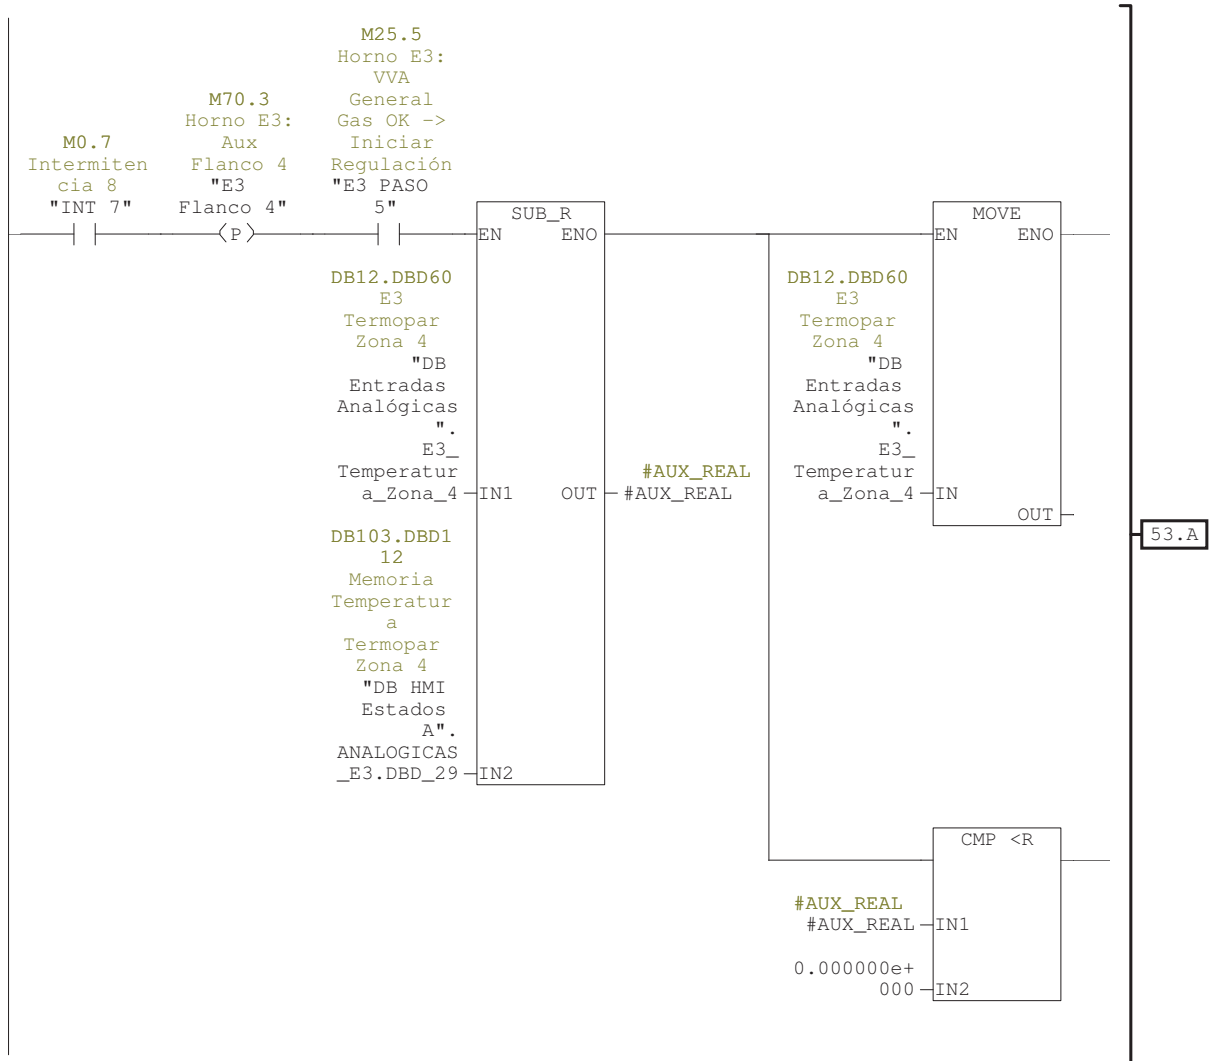 M0.7
Intermiten
cia 8
"INT 7"
M70.3
Horno E3:
Aux
Flanco 4
"E3
Flanco 4"
P
M25.5
Horno E3:
VVA
General
Gas OK ->
Iniciar
Regulación
"E3 PASO
5"
SUB_R
EN ENO
DB12.DBD60
E3
Termopar
Zona 4
"DB
Entradas
Analógicas
".
E3_
Temperatur
a_Zona_4
IN1 OUT
#AUX_REAL
#AUX_REAL
DB103.DBD1
12
Memoria
Temperatur
a
Termopar
Zona 4
"DB HMI
Estados
A".
ANALOGICAS
_E3.DBD_29
IN2
MOVE
EN ENO
DB12.DBD60
E3
Termopar
Zona 4
"DB
Entradas
Analógicas
".
E3_
Temperatur
a_Zona_4
IN
OUT
CMP <R
#AUX_REAL
#AUX_REAL
IN1
0.000000e+
000
IN2
53.A